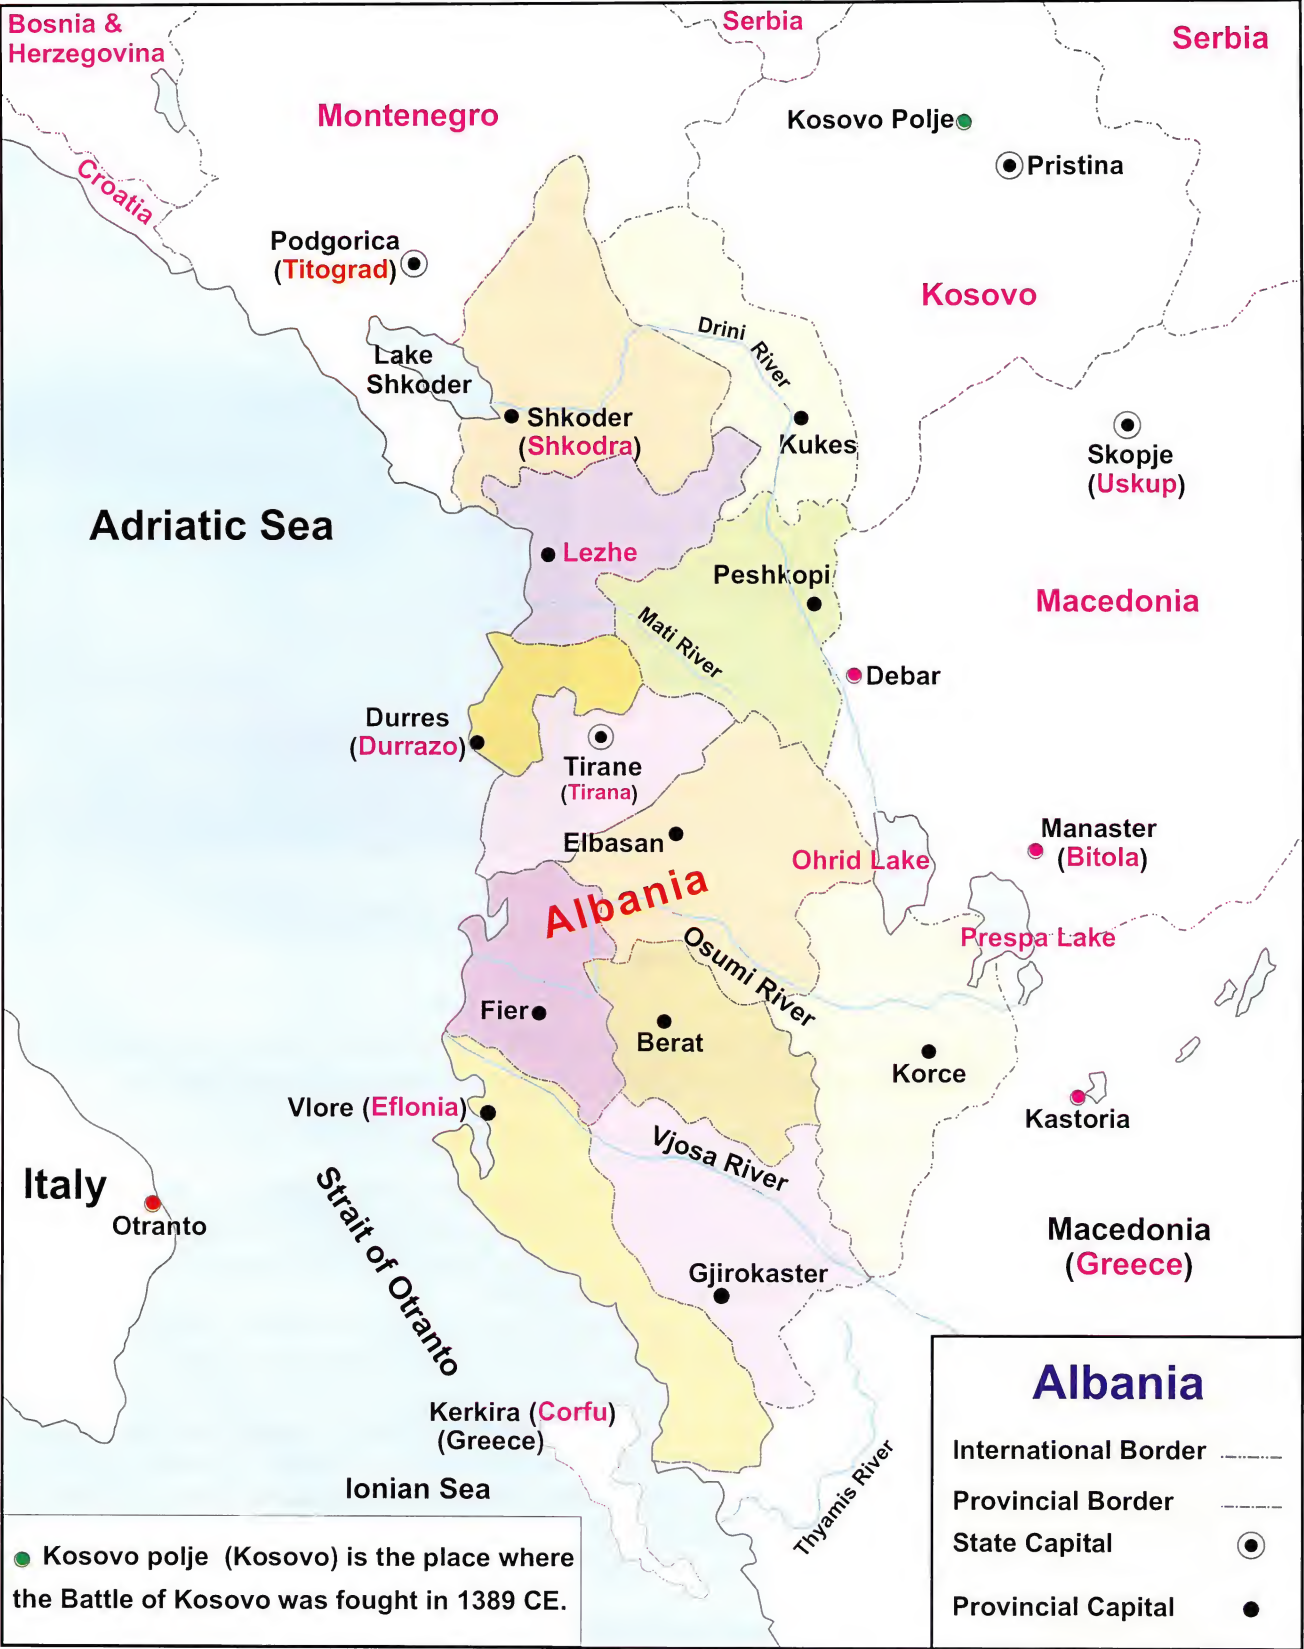 Bosnia &
Herzegovina
Serbia
Serbia
Montenegro
Kosovo Polje
Pristina
Croatia
Podgorica
(Titograd)
Kosovo
Drini River
Lake
Shkoder
Shkoder
(Shkodra)
Kukes
Skopje
(Uskup)
Adriatic Sea
Lezhe
Peshkopi
Macedonia
Mati River
Debar
Durres
(Durrazo)
Tirane
(Tirana)
Elbasan
Manaster
(Bitola)
Ohrid Lake
Albania
Prespa Lake
Osumi River
Fier
Berat
Korce
Vlore (Eflonia)
Kastoria
Vjosa River
Italy
Otranto
Strait of Otranto
Macedonia
(Greece)
Gjirokaster
Kerkira (Corfu)
(Greece)
Ionian Sea
Thyamis River
Albania
International Border
Provincial Border
State Capital
Provincial Capital
Kosovo polje (Kosovo) is the place where
the Battle of Kosovo was fought in 1389 CE.